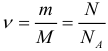 ν = m/M = N/N_A